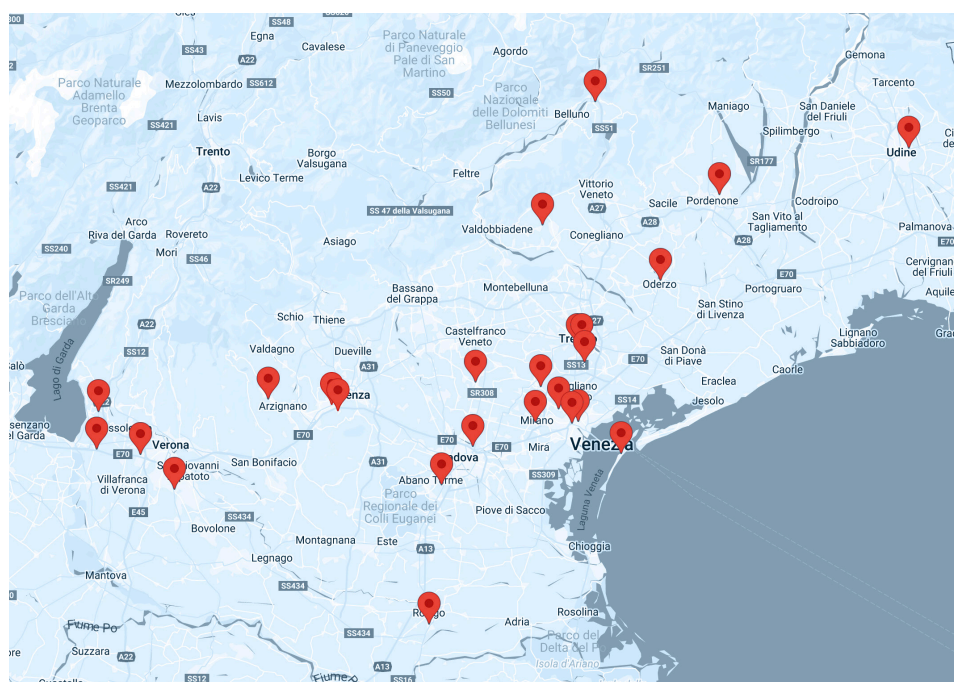 300
Cles
SS48
SS620
Egna
SS43
Cavalese
A22
Parco Naturale
di Paneveggio
Pale di San
Martino
Agordo
SR251
Gemona
Parco Naturale
Adamello
Brenta
Geoparco
Mezzolombardo
SS612
SS50
Parco
Nazionale
delle Dolomiti
Bellunesi
Belluno
SS51
Maniago
Tarcento
San Daniele
del Friuli
SS421
Lavis
Spilimbergo
Udine
Trento
Borgo
Valsugana
SR177
SS421
A22
Levico Terme
Feltre
Vittorio
Veneto
Pordenone
Arco
Riva del Garda
Rovereto
SS 47 della Valsugana
A27
Sacile
Codroipo
San Vito al
Tagliamento
SS240
Mori
SS46
Asiago
Valdobbiadene
Conegliano
A28
A28
Palmanova
E70
SR249
Cervignano
del Friuli
Parco dell'Alto
Garda
Bresciano
Bassano
del Grappa
Montebelluna
Oderzo
E70
Portogruaro
San Stino
di Livenza
A22
Schio
Thiene
SS12
Valdagno
Dueville
A31
Castelfranco
Veneto
SS13
E70
San Donà
di Piave
Lignano
Sabbiadoro
Caorle
Lago di Garda
Arzignano
SR308
Eraclea
SS14
Jesolo
E70
E70
E70
E70
Milano
Mira
Venezia
Verona
San Bonifacio
A31
Villafranca
di Verona
Abano Terme
SS309
Parco
Regionale dei
Colli Euganei
Laguna Veneta
E45
SS434
Bovolone
Piove di Sacco
Montagnana
Este
A13
Chioggia
Legnago
Mantova
SS434
Rosolina
Fiume Po
SS434
Adria
Suzzara
A22
A13
Isola d'Ariano
SS12
Fiume Po
SS16